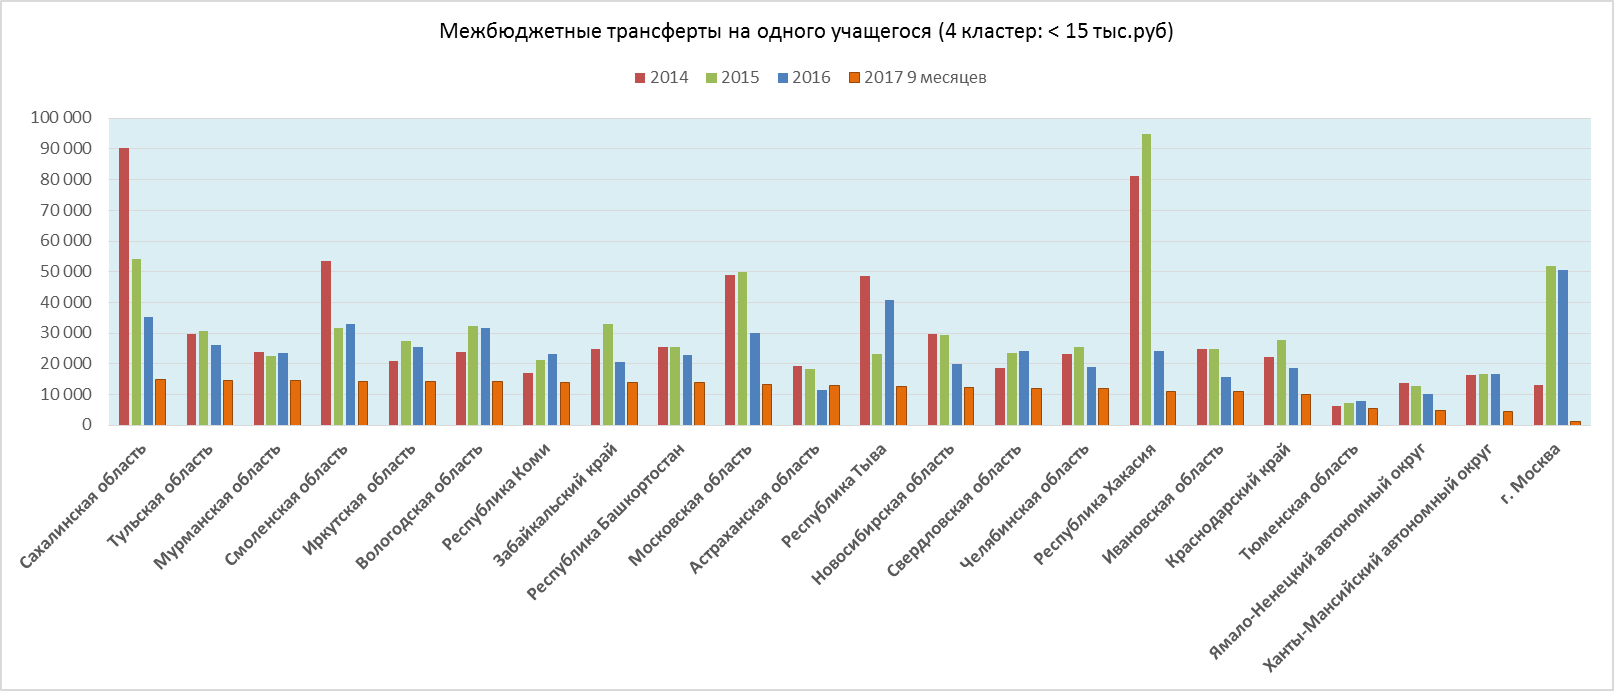 Межбюджетные трансферты на одного учащегося (4 кластер: < 15 тыс.руб)
2014 2015 2016 2017 9 месяцев
100 000
90 000
80 000
70 000
60 000
50 000
40 000
30 000
20 000
10 000
0
Сахалинская область
Тульская область
Мурманская область
Смоленская область
Иркутская область
Вологодская область
Республика Коми
Забайкальский край
Республика Башкортостан
Московская область
Астраханская область
Республика Тыва
Новосибирская область
Свердловская область
Челябинская область
Республика Хакасия
Ивановская область
Краснодарский край
Тюменская область
Ямало-Ненецкий автономный округ
Ханты-Мансийский автономный округ
г. Москва